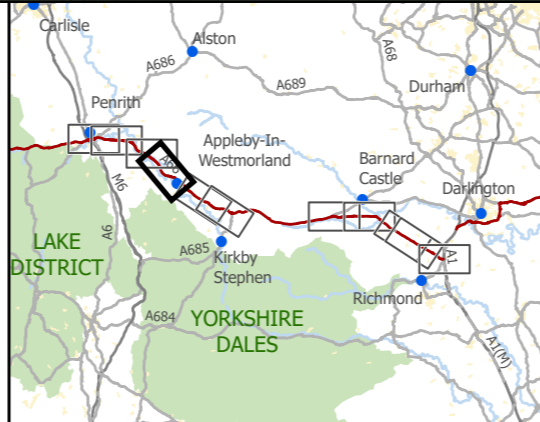 Carlisle
Alston
A686
A68
A689
Durham
Penrith
Appleby-In-
Westmorland
A66
Barnard
Castle
Darlington
M6
A6
LAKE
DISTRICT
A685
Kirkby
Stephen
A1
Richmond
A684
YORKSHIRE
DALES
A1(M)